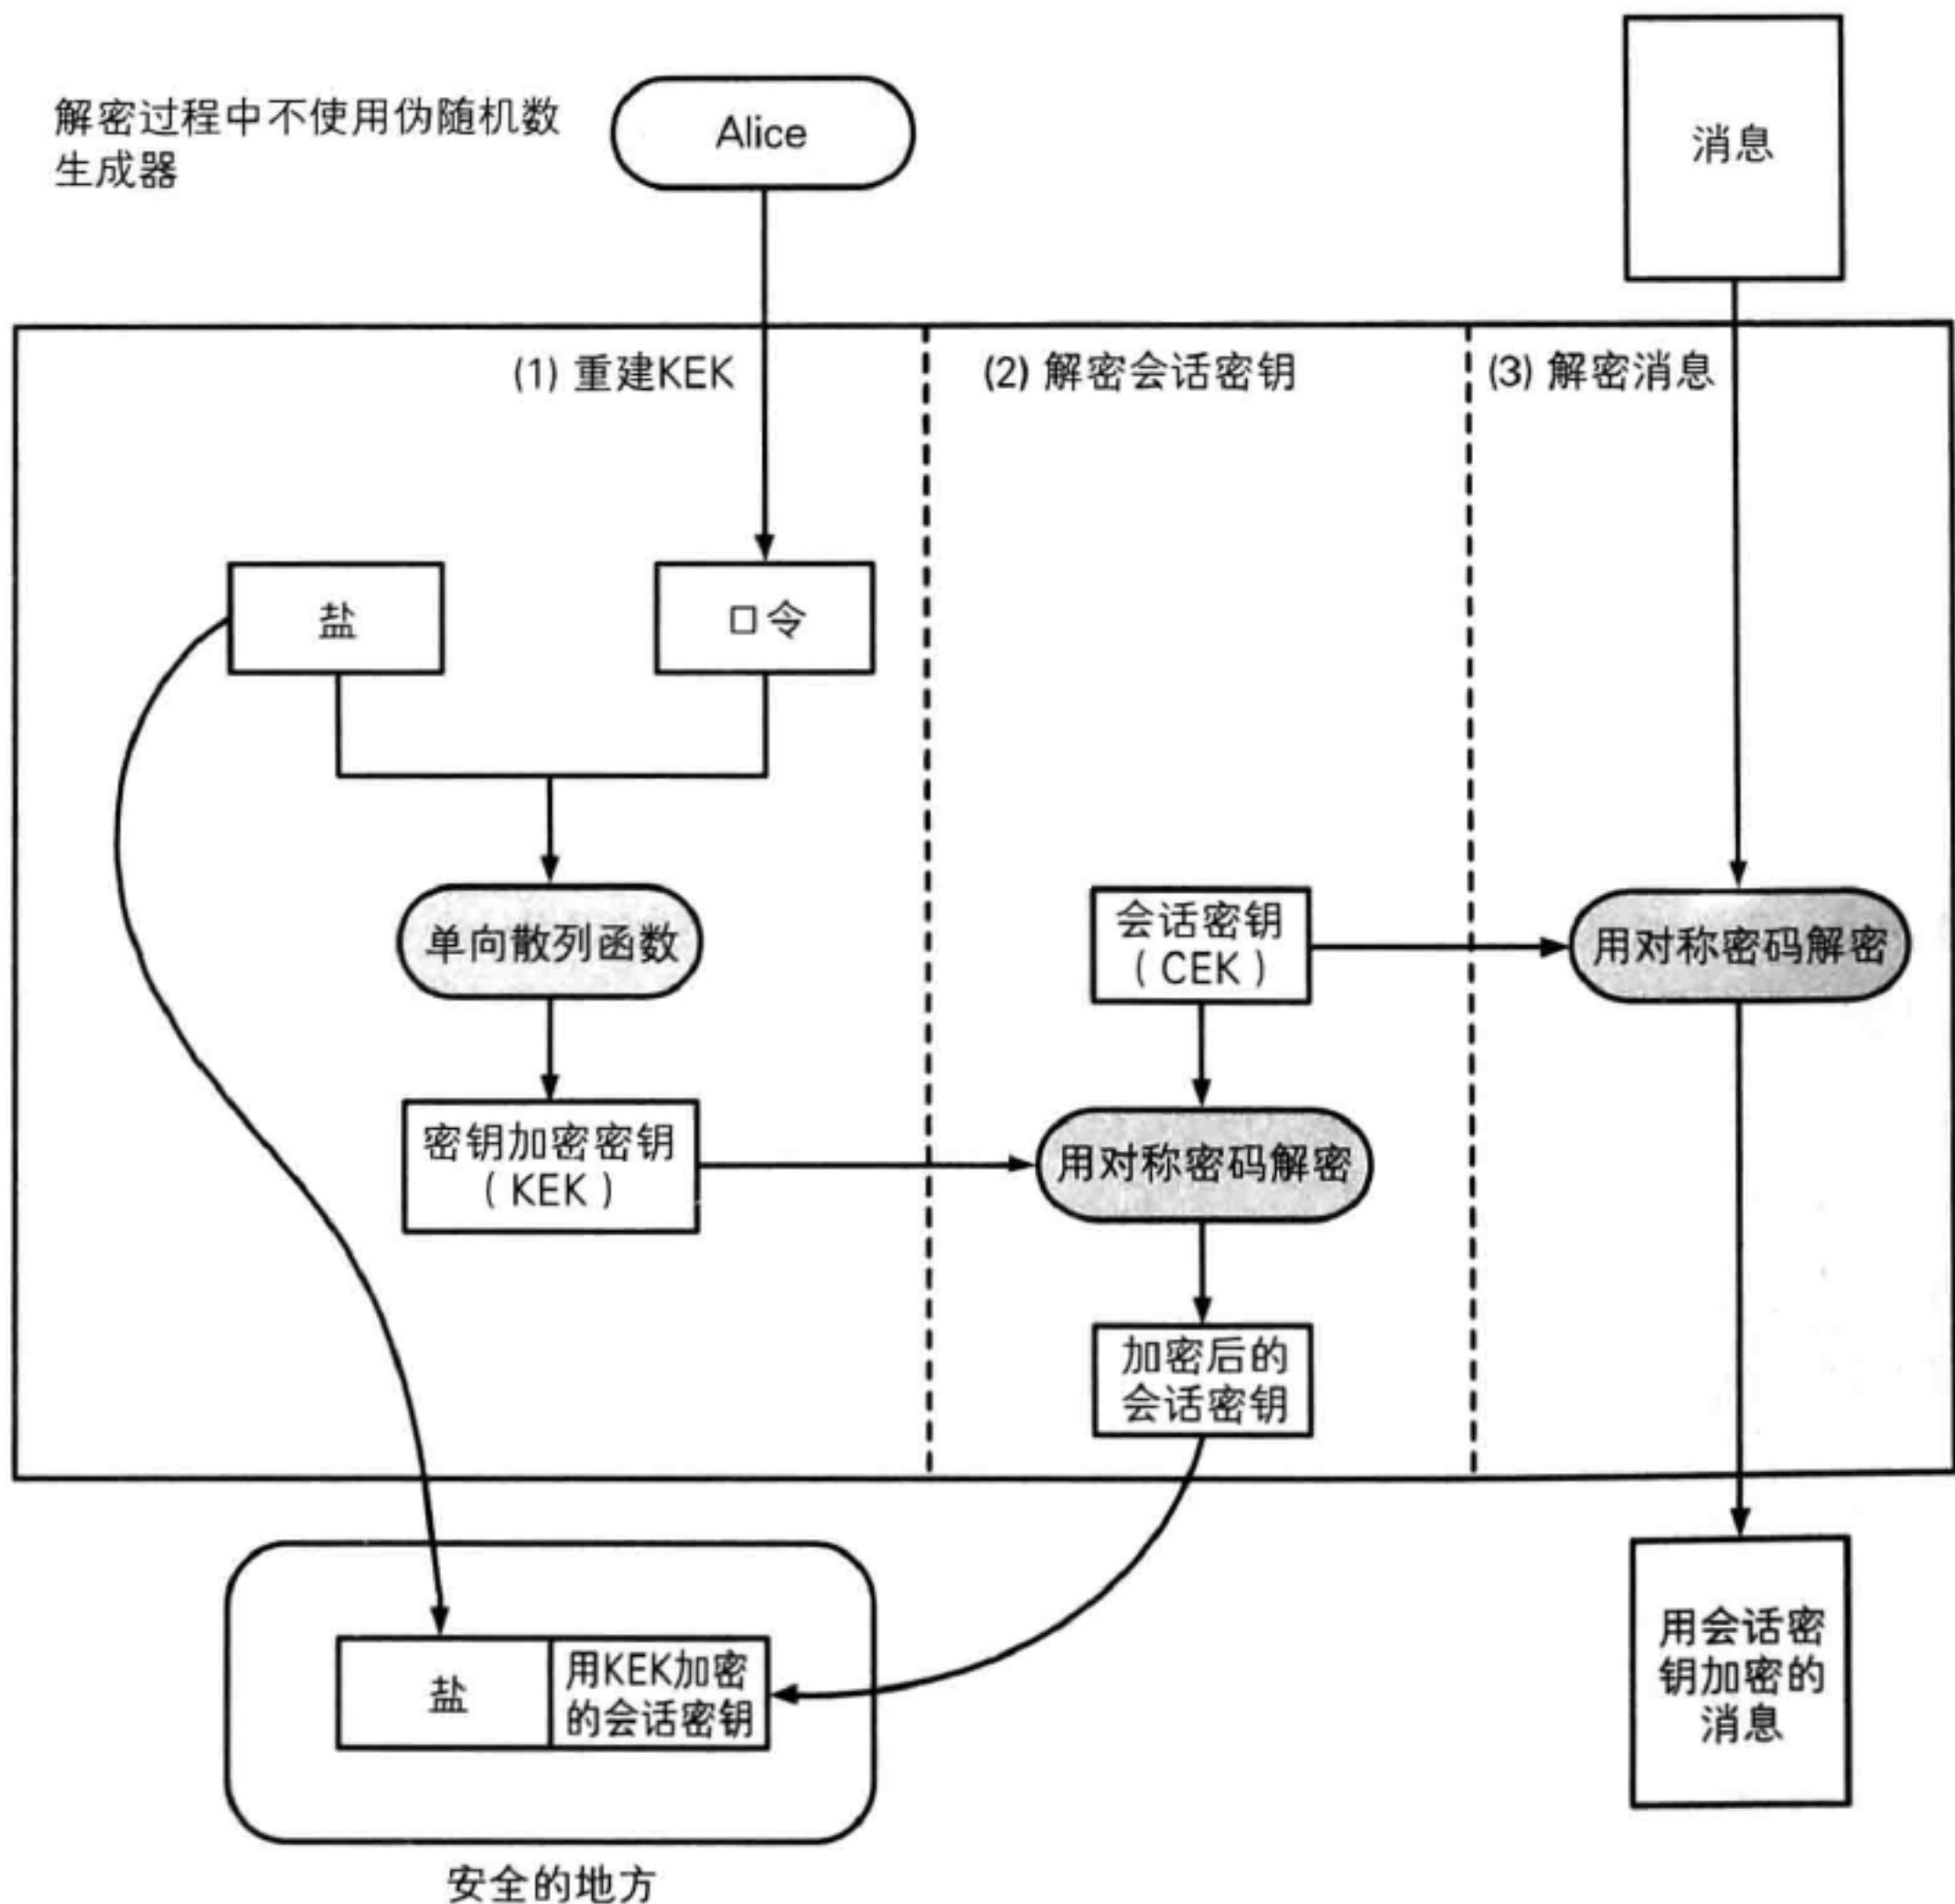 解密过程中不使用伪随机数
生成器
Alice
消息
(1) 重建KEK
(2) 解密会话密钥
(3) 解密消息
盐
口令
单向散列函数
会话密钥
(CEK)
用对称密码解密
密钥加密密钥
(KEK)
用对称密码解密
加密后的
会话密钥
盐
用KEK加密
的会话密钥
用会话密
钥加密的
消息
安全的地方